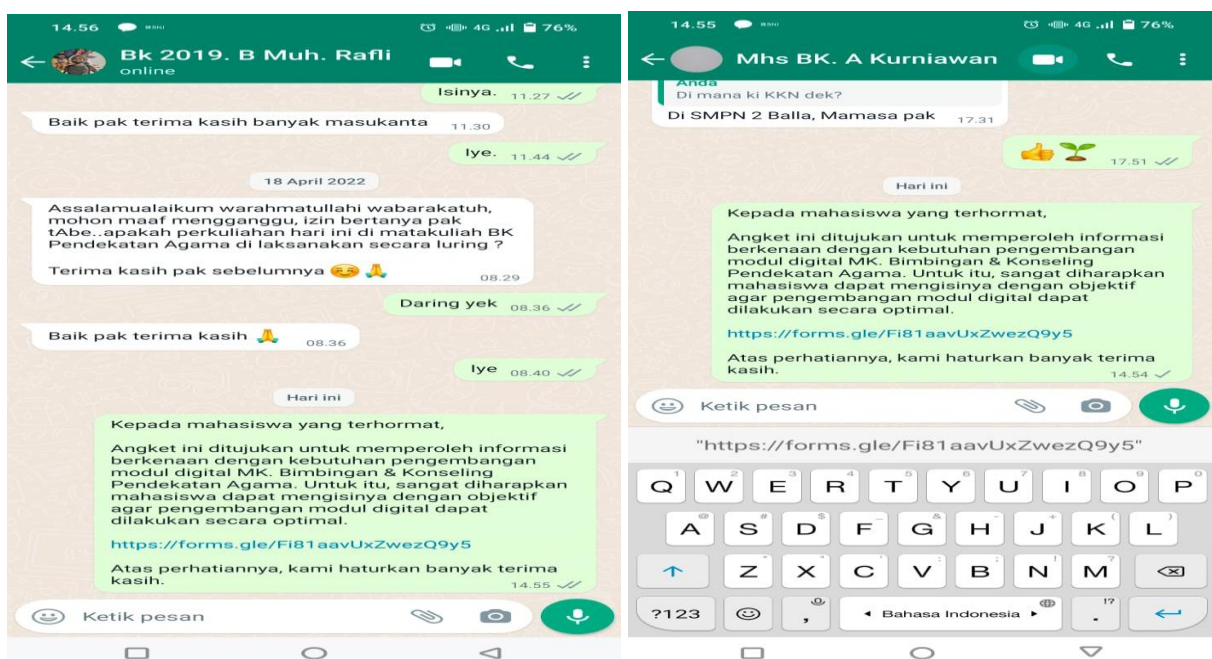 14.56
4G
76%
Bk 2019. B Muh. Rafli
online
Isinya. 11.27
Baik pak terima kasih banyak masukanta 11.30
Iye. 11.44
18 April 2022
Assalamualaikum warahmatullahi wabarakatuh,
mohon maaf mengganggu, izin bertanya pak
tAbe..apakah perkuliahan hari ini di matakuliah BK
Pendekatan Agama di laksanakan secara luring ?
Terima kasih pak sebelumnya 😊🙏
08.29
Daring yek 08.36
Baik pak terima kasih 🙏 08.36
Iye 08.40
Hari ini
Kepada mahasiswa yang terhormat,
Angket ini ditujukan untuk memperoleh informasi
berkenaan dengan kebutuhan pengembangan
modul digital MK. Bimbingan & Konseling
Pendekatan Agama. Untuk itu, sangat diharapkan
mahasiswa dapat mengisinya dengan objektif
agar pengembangan modul digital dapat
dilakukan secara optimal.
https://forms.gle/Fi81aavUxZwezQ9y5
Atas perhatiannya, kami haturkan banyak terima
kasih. 14.55
Ketik pesan
14.55
4G
76%
Mhs BK. A Kurniawan
Anda
Di mana ki KKN dek?
Di SMPN 2 Balla, Mamasa pak 17.31
👍🌱 17.51
Hari ini
Kepada mahasiswa yang terhormat,
Angket ini ditujukan untuk memperoleh informasi
berkenaan dengan kebutuhan pengembangan
modul digital MK. Bimbingan & Konseling
Pendekatan Agama. Untuk itu, sangat diharapkan
mahasiswa dapat mengisinya dengan objektif
agar pengembangan modul digital dapat
dilakukan secara optimal.
https://forms.gle/Fi81aavUxZwezQ9y5
Atas perhatiannya, kami haturkan banyak terima
kasih.
14.54
Ketik pesan
"https://forms.gle/Fi81aavUxZwezQ9y5"
1 2 3 4 5 6 7 8 9 0
Q W E R T Y U I O P
A S D F G H J K L
Z X C V B N M
?123 , Bahasa Indonesia . !?